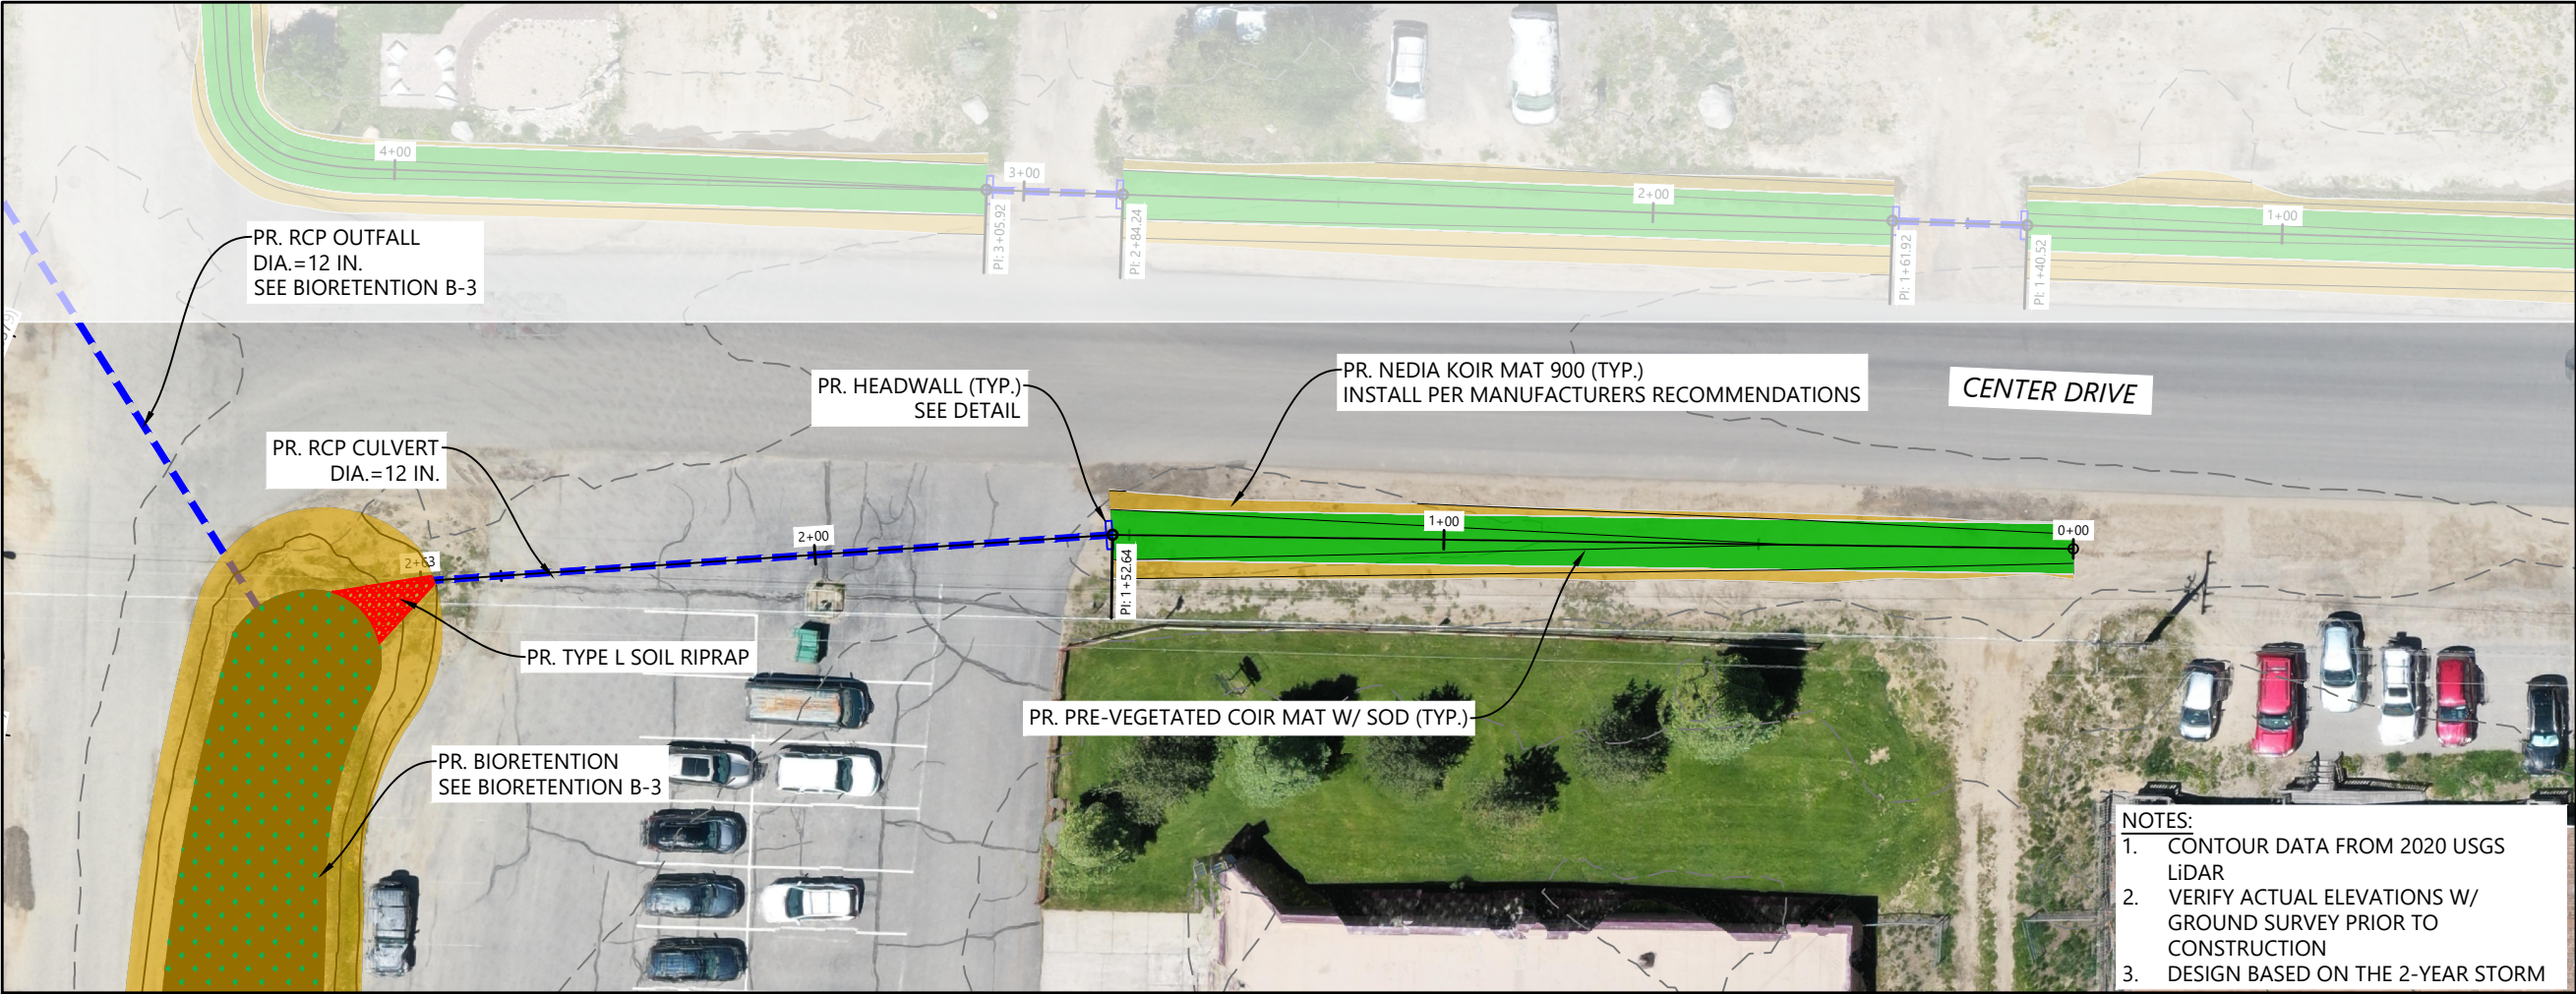 4+00
3+00
2+00
1+00
PI: 3+05.92
PI: 2+84.24
PI: 1+61.92
PI: 1+40.52
PR. RCP OUTFALL
DIA.=12 IN.
SEE BIORETENTION B-3
PR. HEADWALL (TYP.)
SEE DETAIL
PR. NEDIA KOIR MAT 900 (TYP.)
INSTALL PER MANUFACTURERS RECOMMENDATIONS
CENTER DRIVE
PR. RCP CULVERT
DIA.=12 IN.
2+63
2+00
1+00
0+00
PI: 1+52.64
PR. TYPE L SOIL RIPRAP
PR. PRE-VEGETATED COIR MAT W/ SOD (TYP.)
PR. BIORETENTION
SEE BIORETENTION B-3
NOTES:
1. CONTOUR DATA FROM 2020 USGS
LiDAR
2. VERIFY ACTUAL ELEVATIONS W/
GROUND SURVEY PRIOR TO
CONSTRUCTION
3. DESIGN BASED ON THE 2-YEAR STORM